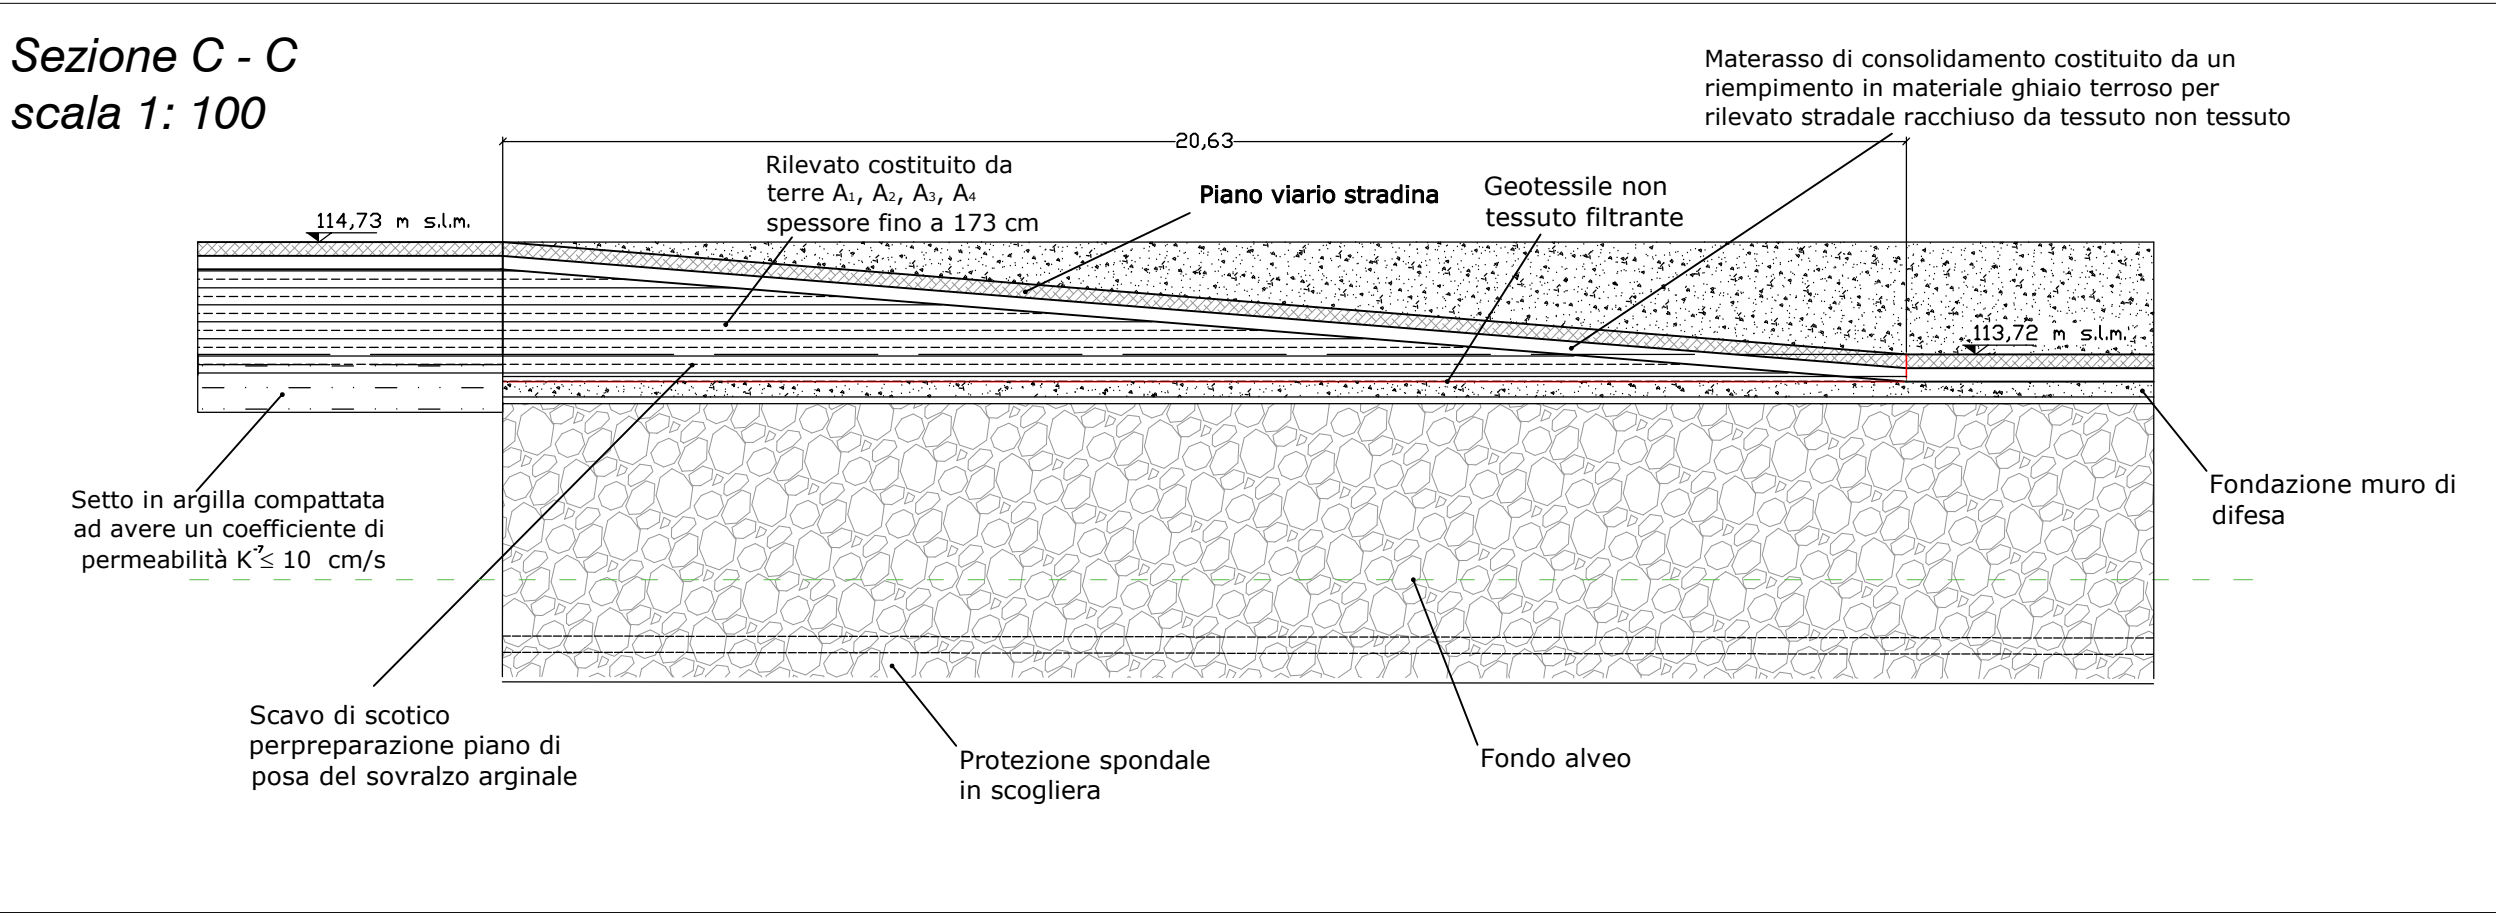 Sezione C - C
scala 1: 100
Materasso di consolidamento costituito da un
riempimento in materiale ghiaio terroso per
rilevato stradale racchiuso da tessuto non tessuto
20,63
Rilevato costituito da
terre A₁, A₂, A₃, A₄
spessore fino a 173 cm
Piano viario stradina
Geotessile non
tessuto filtrante
114,73 m s.l.m.
113,72 m s.l.m.
Setto in argilla compattata
ad avere un coefficiente di
permeabilità K ≤ 10⁻⁷ cm/s
Fondazione muro di
difesa
Scavo di scotico
perpreparazione piano di
posa del sovralzo arginale
Protezione spondale
in scogliera
Fondo alveo